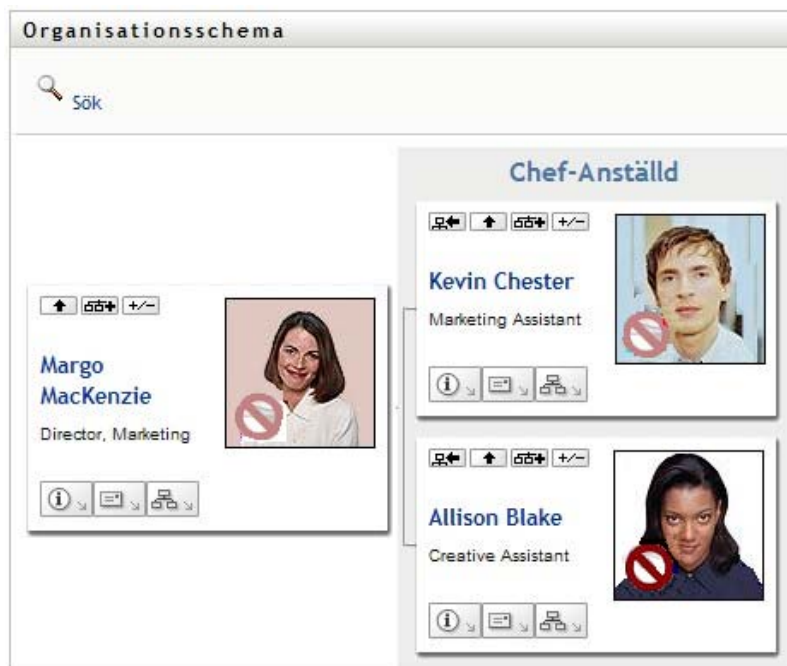 Organisationsschema
Sök
Chef-Anställd
+/−
Kevin Chester
Marketing Assistant
+/−
Margo
MacKenzie
Director, Marketing
+/−
Allison Blake
Creative Assistant